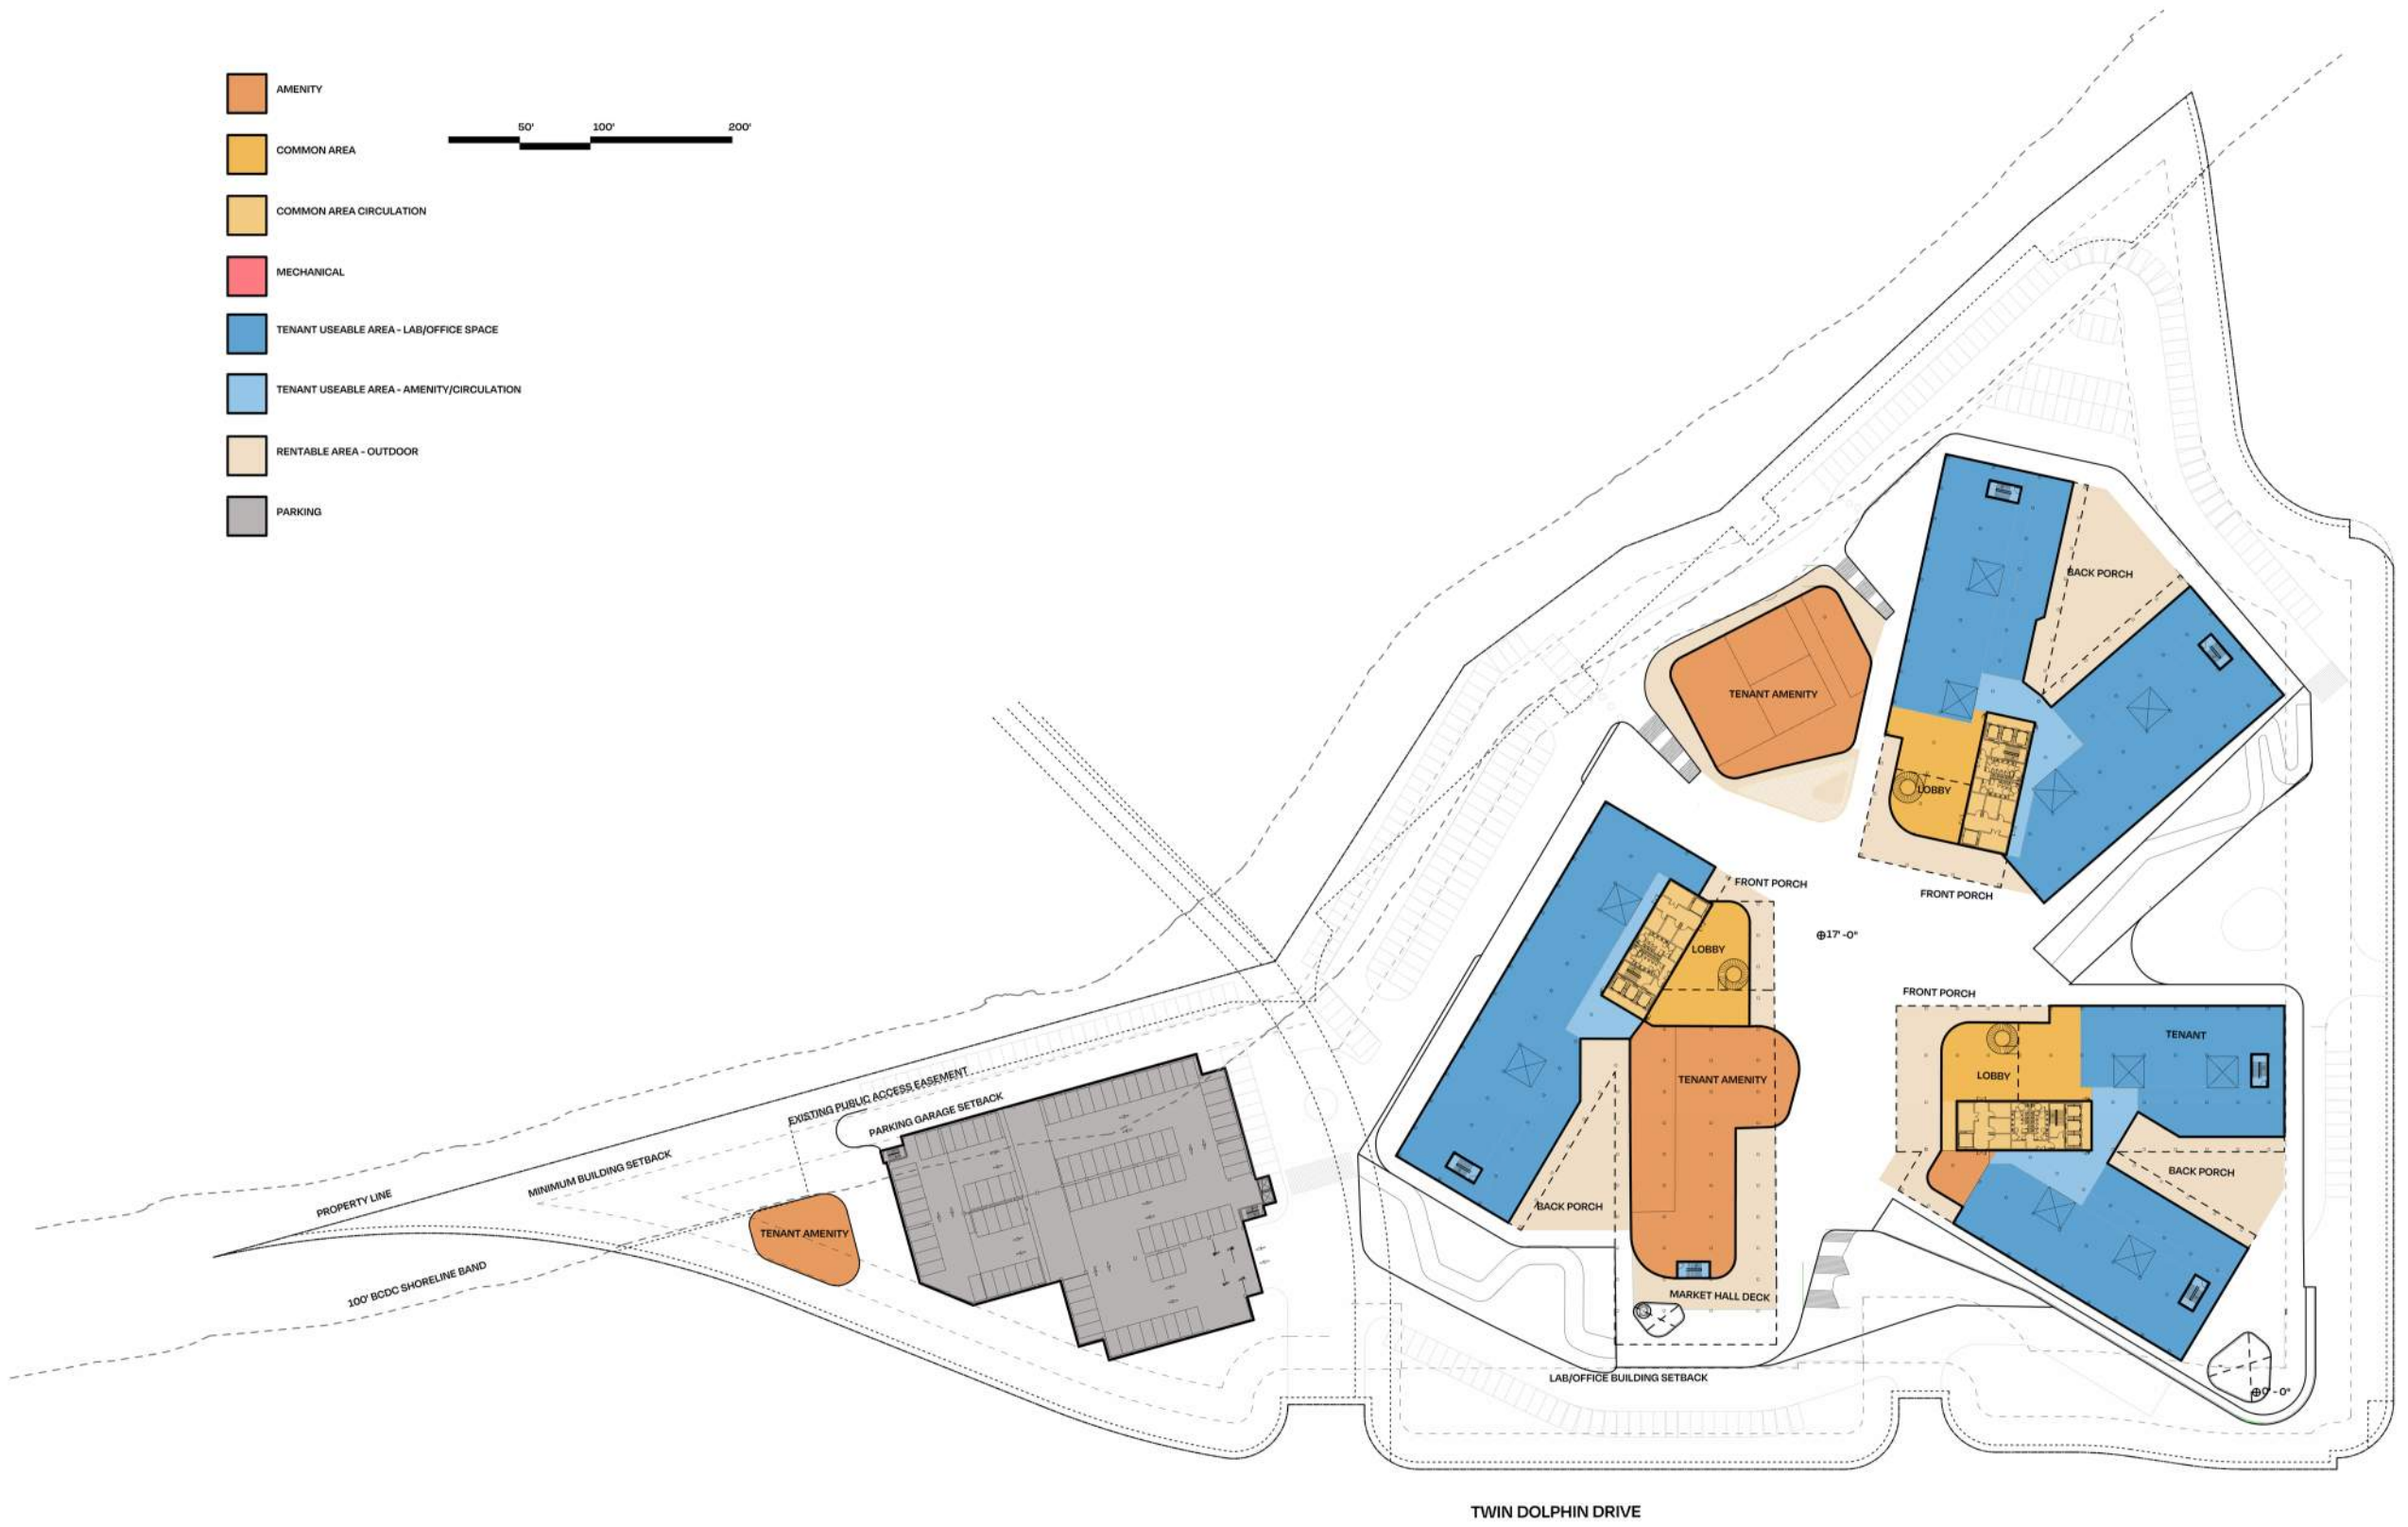 AMENITY
50' 100' 200'
COMMON AREA
COMMON AREA CIRCULATION
MECHANICAL
TENANT USEABLE AREA - LAB/OFFICE SPACE
TENANT USEABLE AREA - AMENITY/CIRCULATION
RENTABLE AREA - OUTDOOR
PARKING
BACK PORCH
TENANT AMENITY
LOBBY
FRONT PORCH
FRONT PORCH
17'-0"
LOBBY
FRONT PORCH
TENANT
LOBBY
TENANT AMENITY
BACK PORCH
BACK PORCH
MARKET HALL DECK
LAB/OFFICE BUILDING SETBACK
EXISTING PUBLIC ACCESS EASEMENT
PARKING GARAGE SETBACK
MINIMUM BUILDING SETBACK
PROPERTY LINE
TENANT AMENITY
100' BCDC SHORELINE BAND
TWIN DOLPHIN DRIVE